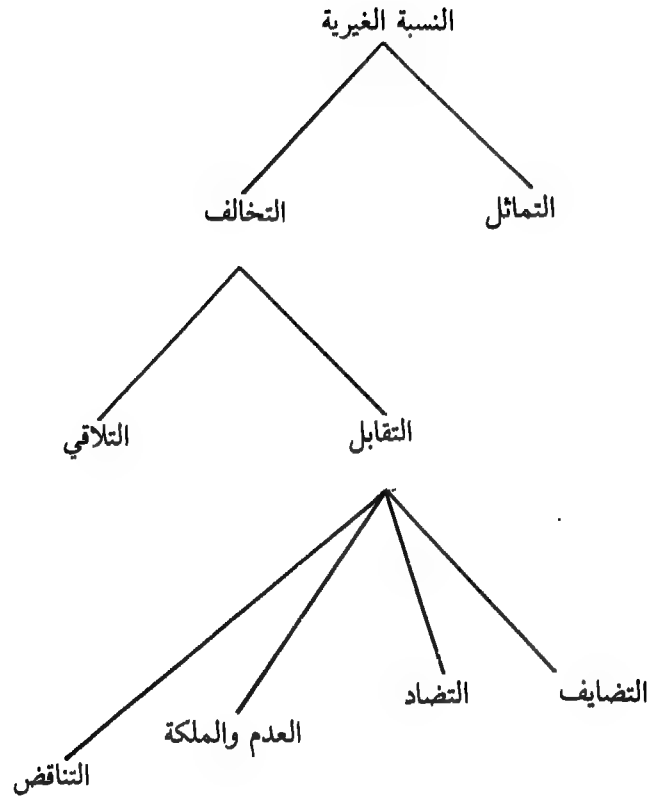 النسبة الغيرية
التماثل
التخالف
التقابل
التلاقي
التضايف
التضاد
العدم والملكة
التناقض